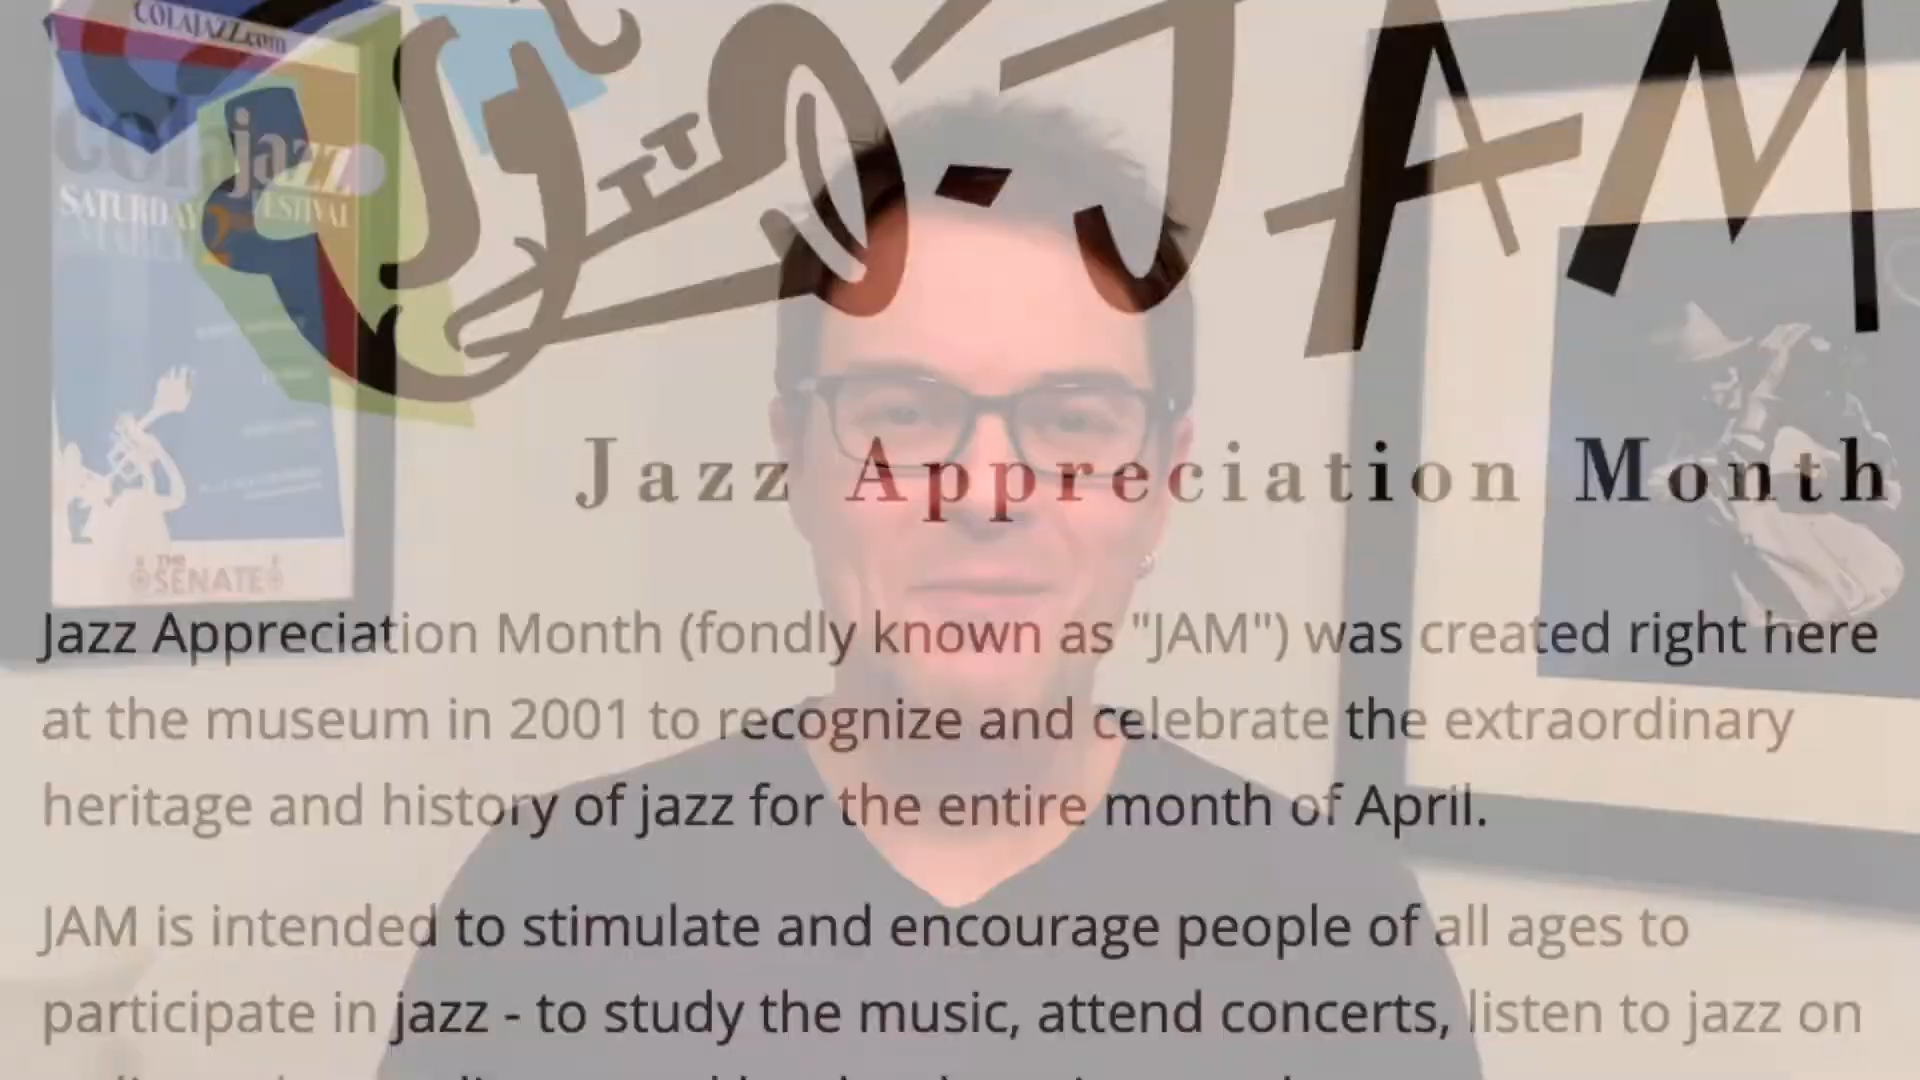 COLAJAZZ.com
colajazz
SATURDAY FESTIVAL
2
THE
SENATE
JAM
Jazz Appreciation Month
Jazz Appreciation Month (fondly known as "JAM") was created right here
at the museum in 2001 to recognize and celebrate the extraordinary
heritage and history of jazz for the entire month of April.
JAM is intended to stimulate and encourage people of all ages to
participate in jazz - to study the music, attend concerts, listen to jazz on